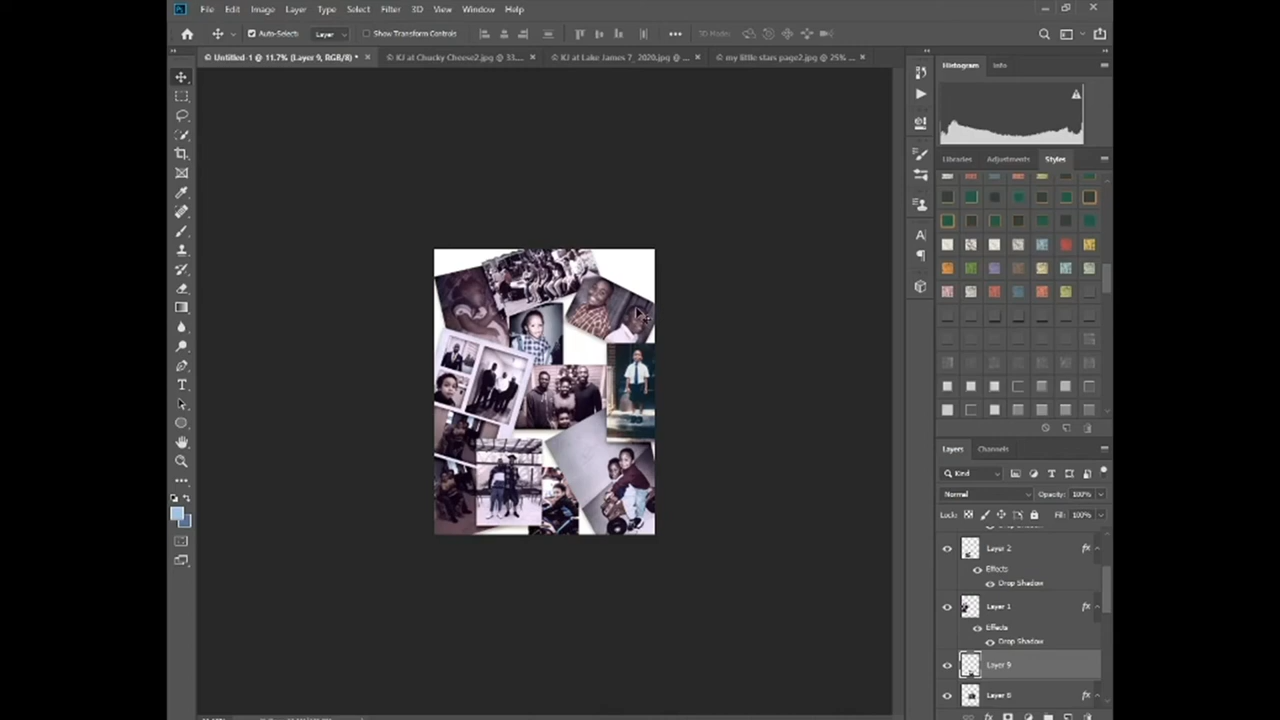 File Edit Image Layer Type Select Filter 3D View Window Help
Auto-Select: Layer Show Transform Controls 3D Mode:
Untitled-1 @ 11.7% (Layer 9, RGB/8) * KJ at Chucky Cheese2.jpg @ 33.... KJ at Lake James 7_2020.jpg @ ... my little stars page2.jpg @ 25% ...
Histogram Info
Libraries Adjustments Styles
Layers Channels
Kind
Normal Opacity: 100%
Lock: Fill: 100%
Layer 2 fx
Effects
Drop Shadow
Layer 1 fx
Effects
Drop Shadow
Layer 9
Layer 8 fx